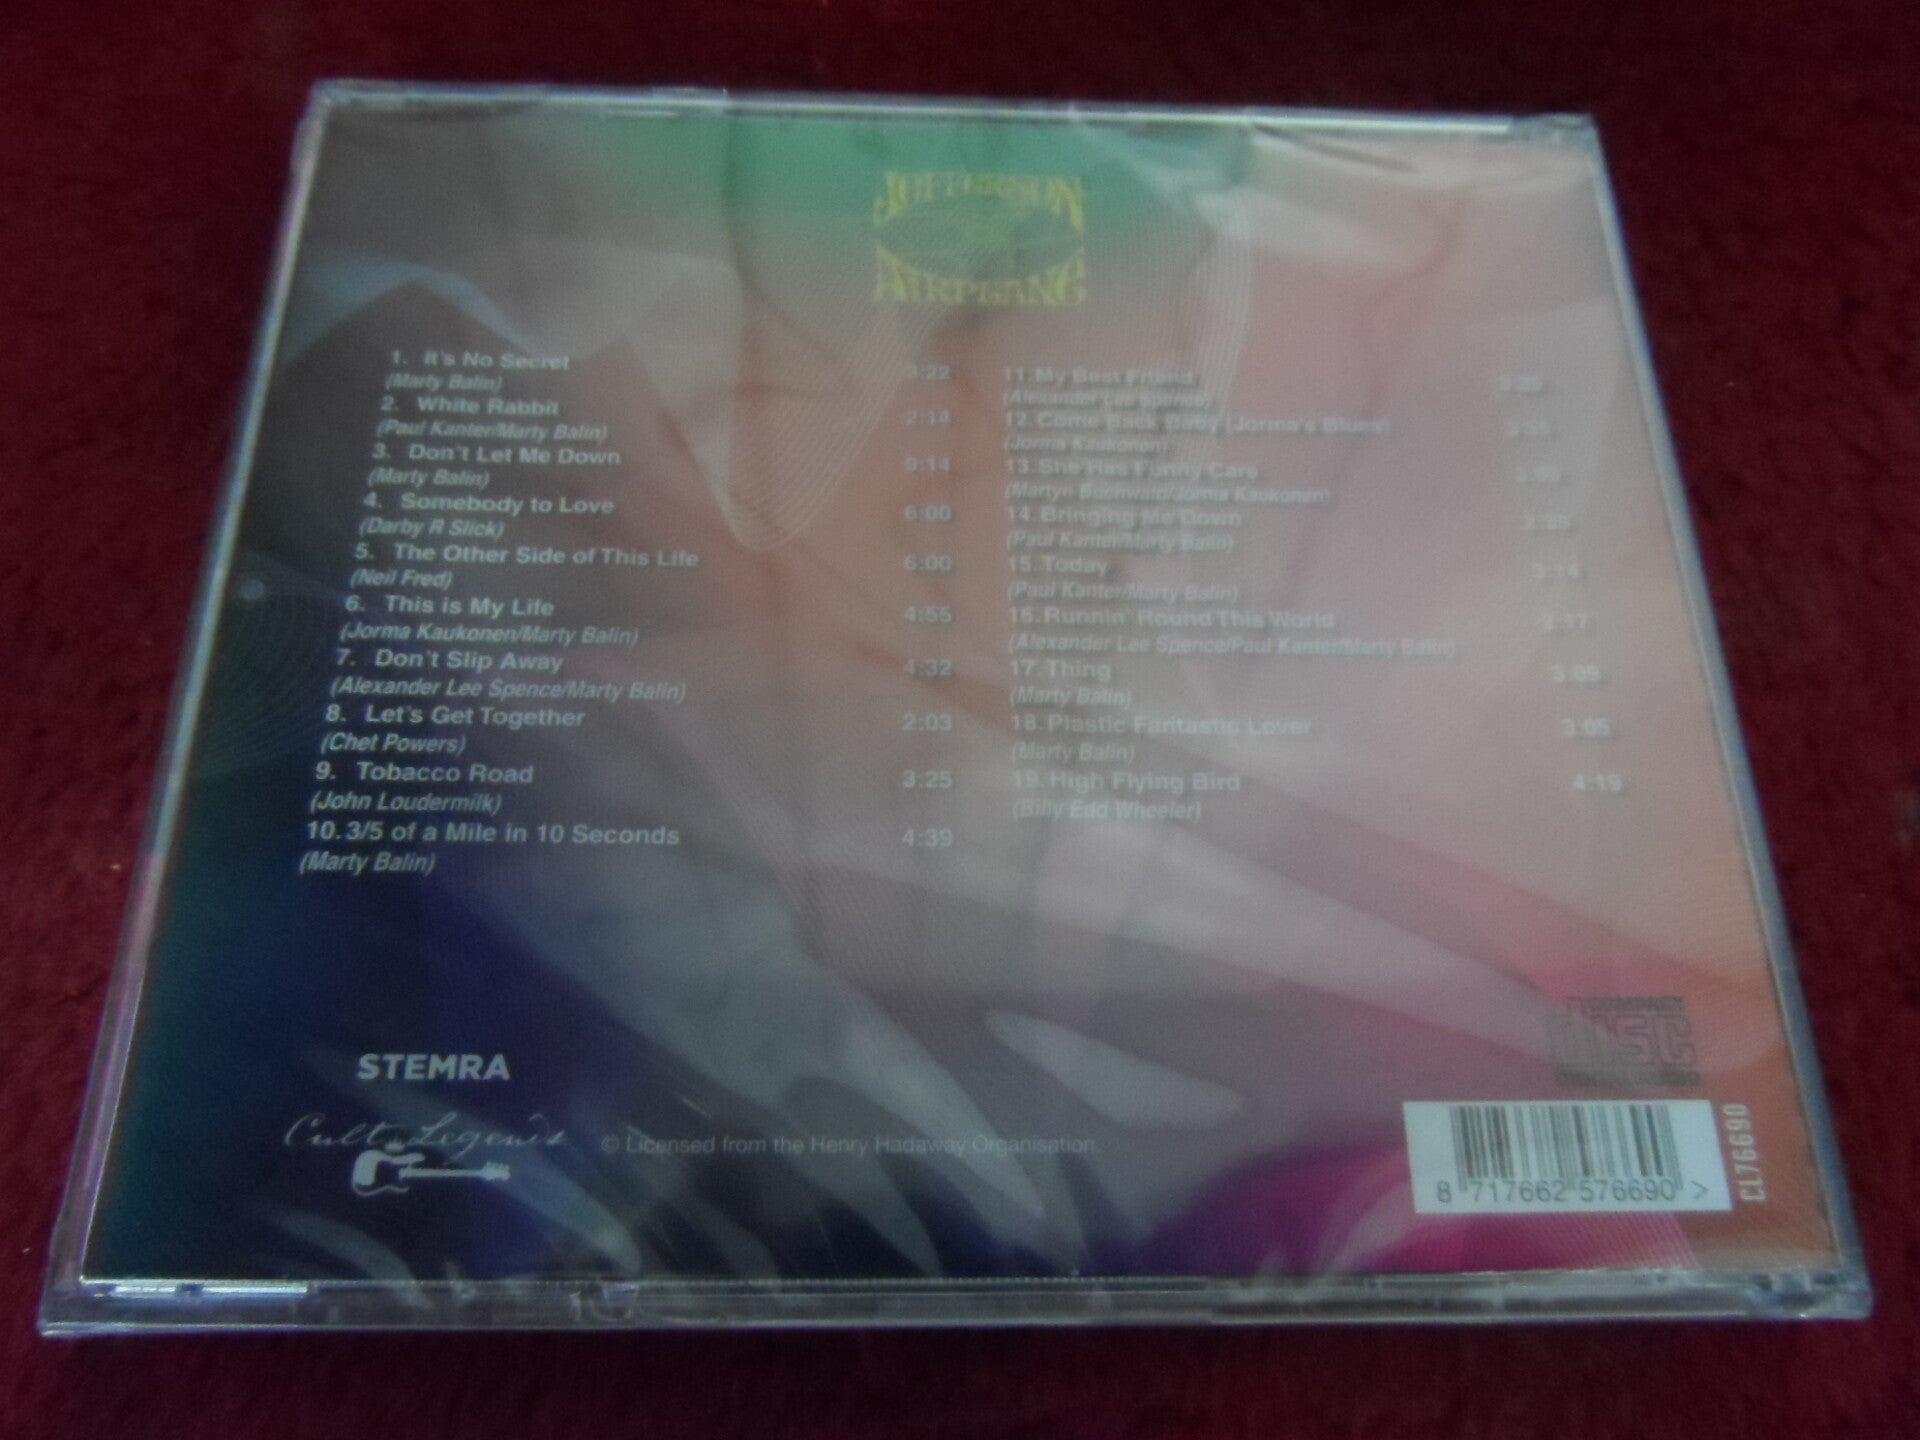 JEFFERSON
AIRPLANE
1. It's No Secret 3:22
(Marty Balin)
2. White Rabbit 2:14
(Paul Kanter/Marty Balin)
3. Don't Let Me Down 9:14
(Marty Balin)
4. Somebody to Love 6:00
(Darby R Slick)
5. The Other Side of This Life 6:00
(Neil Fred)
6. This is My Life 4:55
(Jorma Kaukonen/Marty Balin)
7. Don't Slip Away 4:32
(Alexander Lee Spence/Marty Balin)
8. Let's Get Together 2:03
(Chet Powers)
9. Tobacco Road 3:25
(John Loudermilk)
10. 3/5 of a Mile in 10 Seconds 4:39
(Marty Balin)
11. My Best Friend
(Alexander Lee Spence)
12. Come Back Baby (Jorma's Blues)
(Jorma Kaukonen)
13. She Has Funny Cars
(Martyn Buchwald/Jorma Kaukonen)
14. Bringing Me Down
(Paul Kanter/Marty Balin)
15. Today 3:14
(Paul Kanter/Marty Balin)
16. Runnin' Round This World
(Alexander Lee Spence/Paul Kanter/Marty Balin)
17. Thing 3:09
(Marty Balin)
18. Plastic Fantastic Lover 3:05
(Marty Balin)
19. High Flying Bird 4:19
(Billy Edd Wheeler)
STEMRA
Cult Legends
© Licensed from the Henry Hadaway Organisation.
COMPACT
disc
8 717662 576690 >
CL76690